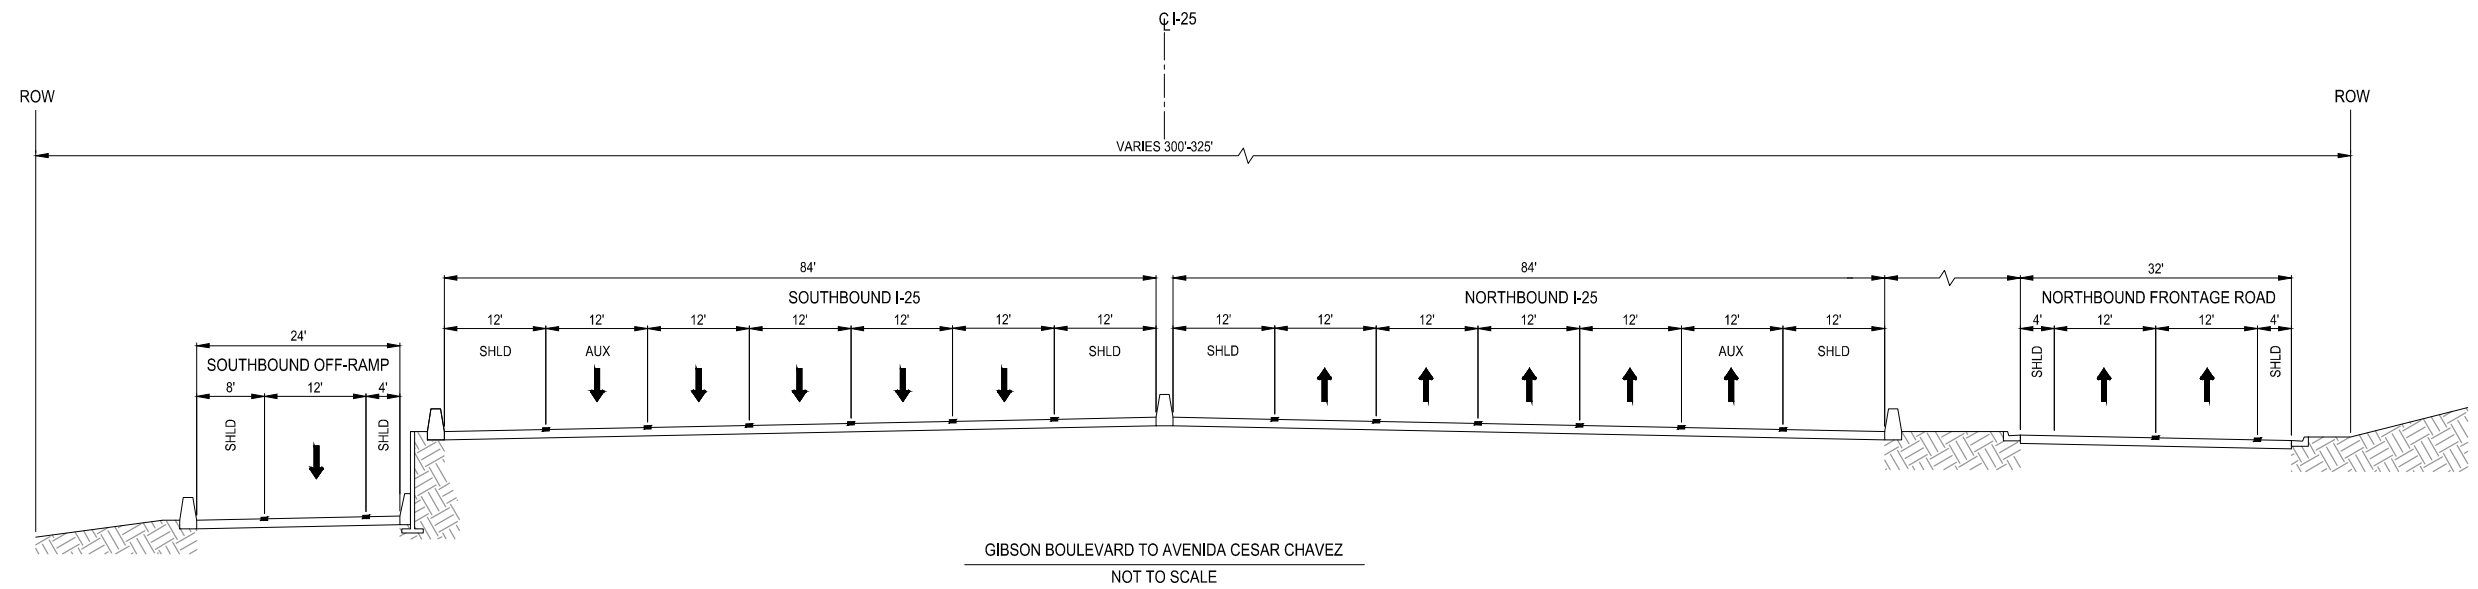 ℄ I-25
ROW
ROW
VARIES 300'-325'
84'
84'
32'
SOUTHBOUND I-25
NORTHBOUND I-25
NORTHBOUND FRONTAGE ROAD
12' 12' 12' 12' 12' 12' 12'
12' 12' 12' 12' 12' 12' 12'
4' 12' 12' 4'
24'
SHLD AUX SHLD
SHLD AUX SHLD
SHLD SHLD
SOUTHBOUND OFF-RAMP
8' 12' 4'
SHLD SHLD
GIBSON BOULEVARD TO AVENIDA CESAR CHAVEZ
NOT TO SCALE